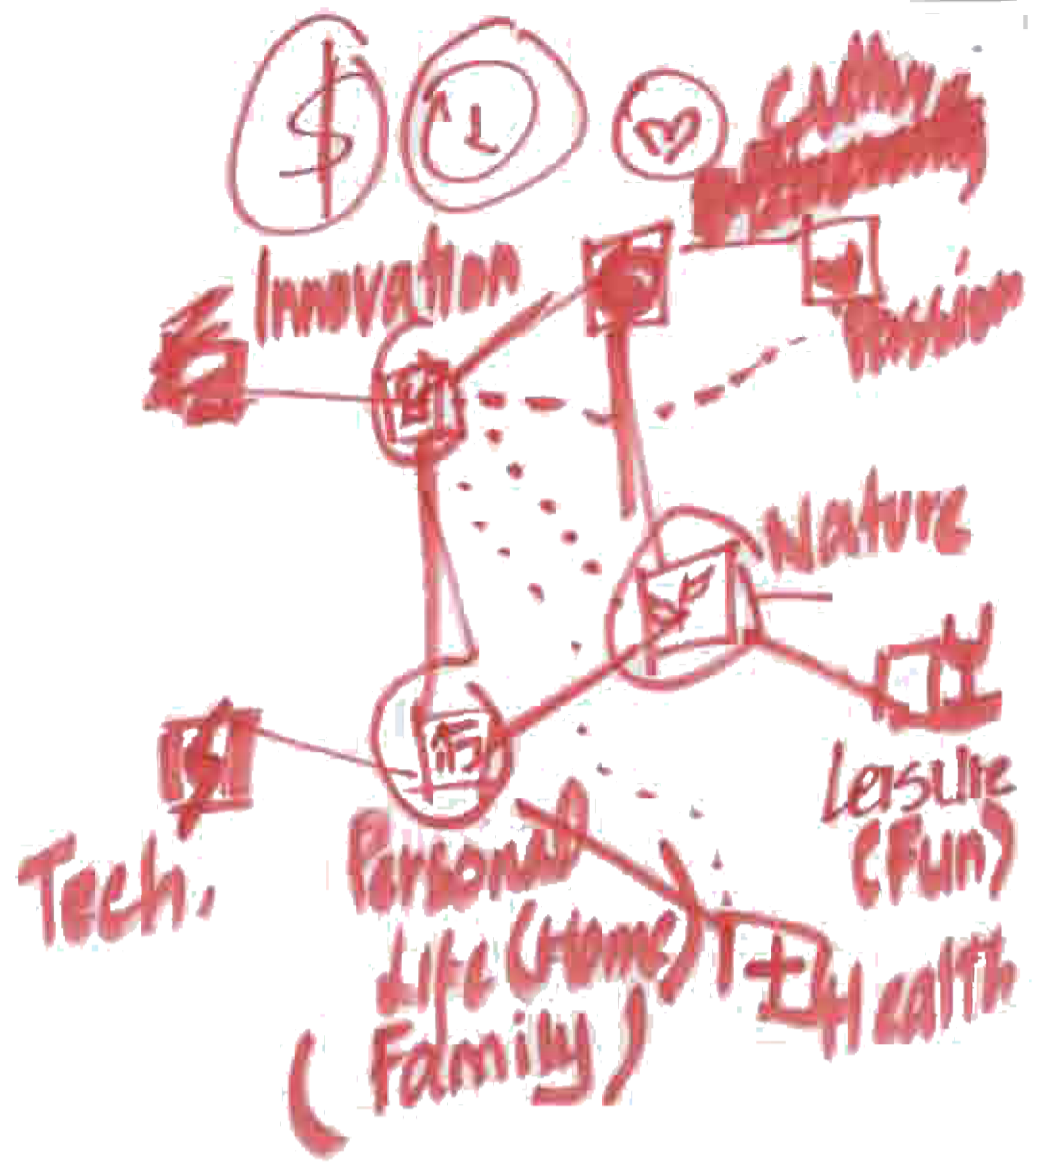 $
Innovation
Passion
Nature
Leisure
(Fun)
Tech.
Personal
Life (Home)
(Family)
Health